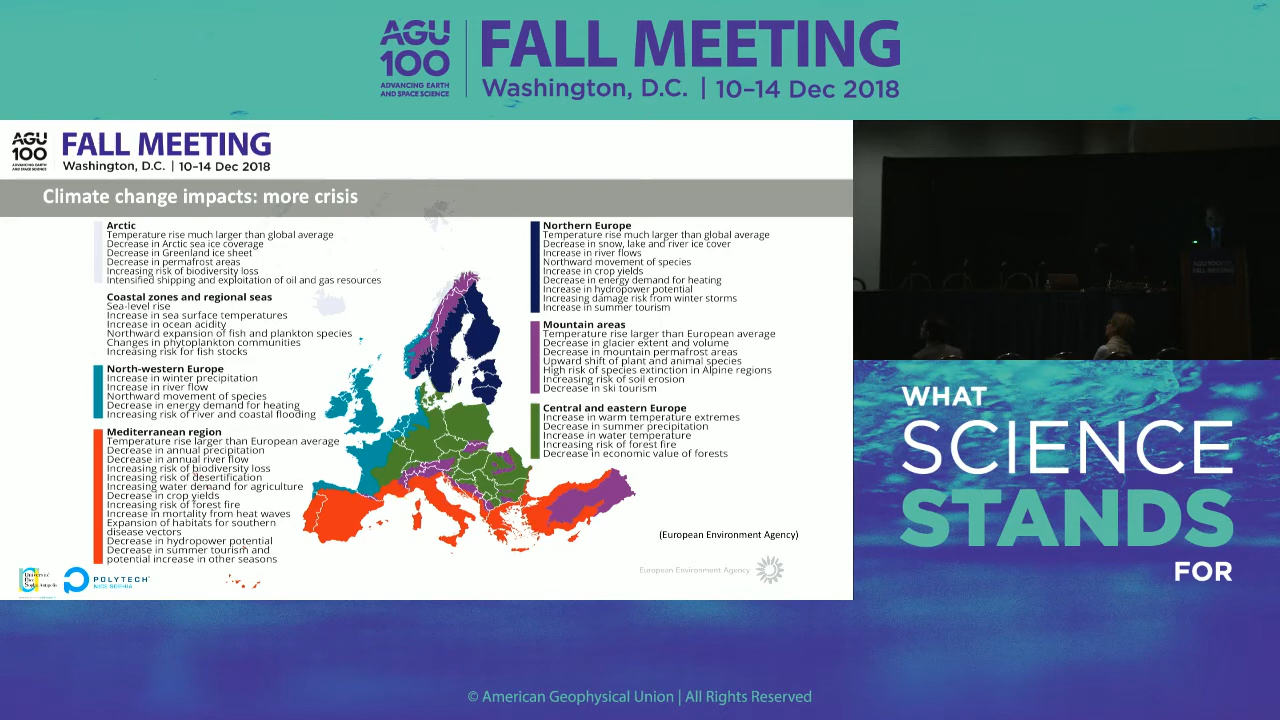 AGU
100
ADVANCING EARTH
AND SPACE SCIENCE
FALL MEETING
Washington, D.C. | 10–14 Dec 2018
AGU
100
ADVANCING EARTH
AND SPACE SCIENCE
FALL MEETING
Washington, D.C. | 10–14 Dec 2018
Climate change impacts: more crisis
Arctic
Temperature rise much larger than global average
Decrease in Arctic sea ice coverage
Decrease in Greenland ice sheet
Decrease in permafrost areas
Increasing risk of biodiversity loss
Intensified shipping and exploitation of oil and gas resources
Coastal zones and regional seas
Sea-level rise
Increase in sea surface temperatures
Increase in ocean acidity
Northward expansion of fish and plankton species
Changes in phytoplankton communities
Increasing risk for fish stocks
North-western Europe
Increase in winter precipitation
Increase in river flow
Northward movement of species
Decrease in energy demand for heating
Increasing risk of river and coastal flooding
Mediterranean region
Temperature rise larger than European average
Decrease in annual precipitation
Decrease in annual river flow
Increasing risk of biodiversity loss
Increasing risk of desertification
Increasing water demand for agriculture
Decrease in crop yields
Increasing risk of forest fire
Increase in mortality from heat waves
Expansion of habitats for southern
disease vectors
Decrease in hydropower potential
Decrease in summer tourism and
potential increase in other seasons
Northern Europe
Temperature rise much larger than global average
Decrease in snow, lake and river ice cover
Increase in river flows
Northward movement of species
Increase in crop yields
Decrease in energy demand for heating
Increase in hydropower potential
Increasing damage risk from winter storms
Increase in summer tourism
Mountain areas
Temperature rise larger than European average
Decrease in glacier extent and volume
Decrease in mountain permafrost areas
Upward shift of plant and animal species
High risk of species extinction in Alpine regions
Increasing risk of soil erosion
Decrease in ski tourism
Central and eastern Europe
Increase in warm temperature extremes
Decrease in summer precipitation
Increase in water temperature
Increasing risk of forest fire
Decrease in economic value of forests
(European Environment Agency)
European Environment Agency
POLYTECH
NICE SOPHIA
AGU100
FALL MEETING
WHAT
SCIENCE
STANDS
FOR
© American Geophysical Union | All Rights Reserved